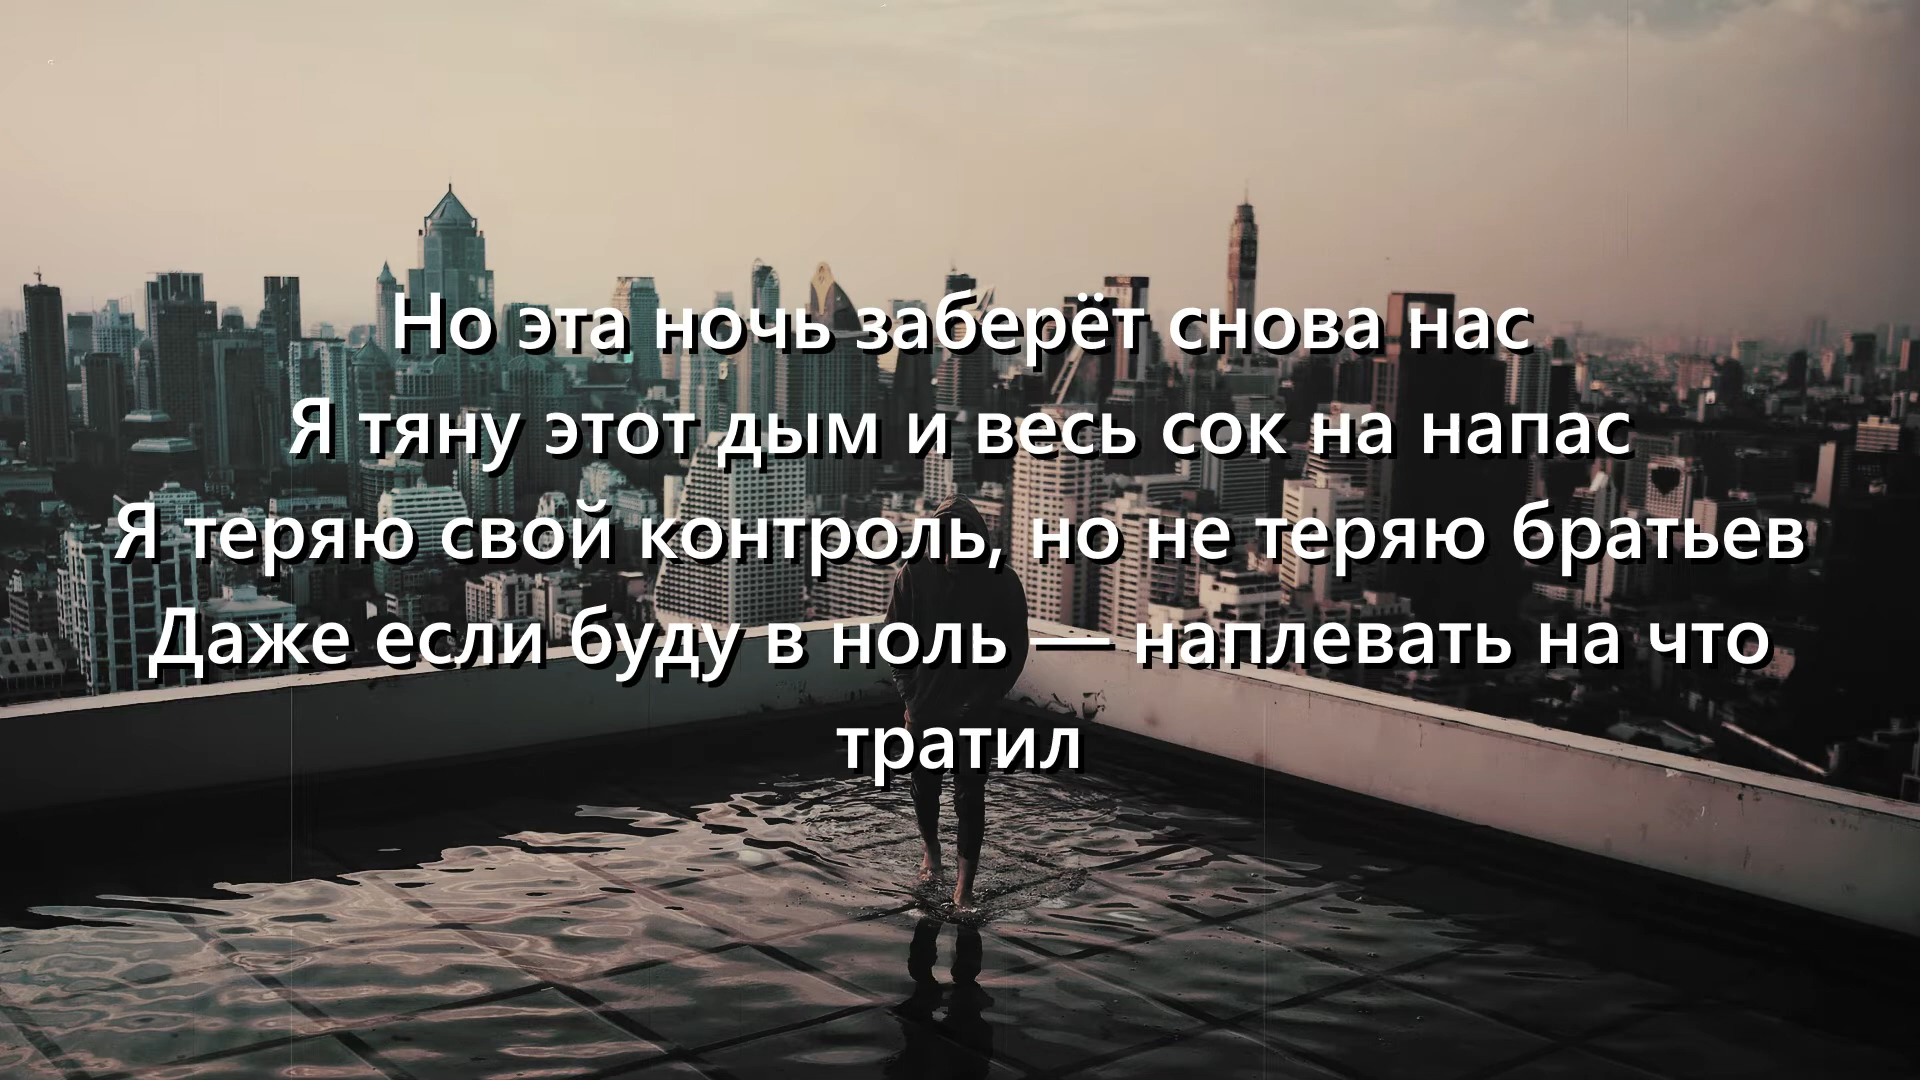 Но эта ночь заберёт снова нас
Я тяну этот дым и весь сок на напас
Я теряю свой контроль, но не теряю братьев
Даже если буду в ноль — наплевать на что
тратил